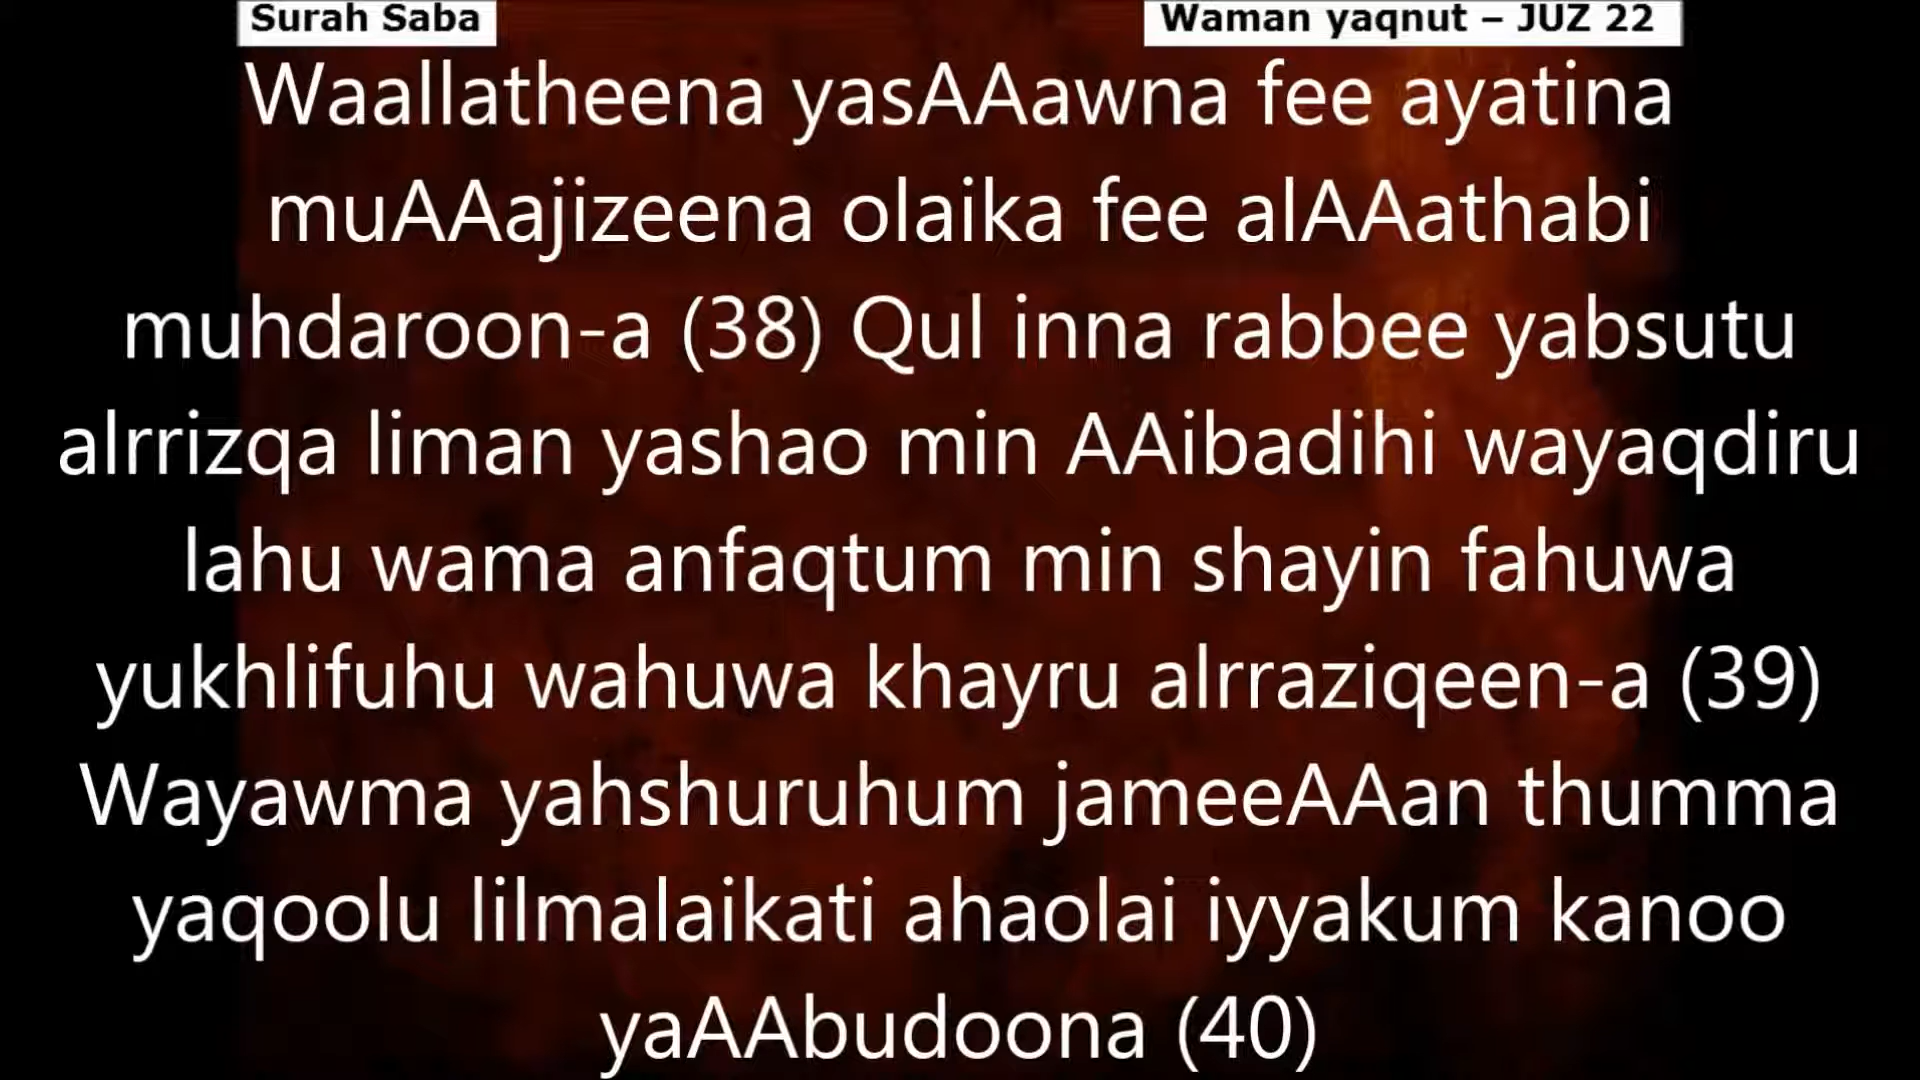 Surah Saba
Waman yaqnut – JUZ 22
Waallatheena yasAAawna fee ayatina
muAAajizeena olaika fee alAAathabi
muhdaroon-a (38) Qul inna rabbee yabsutu
alrrizqa liman yashao min AAibadihi wayaqdiru
lahu wama anfaqtum min shayin fahuwa
yukhlifuhu wahuwa khayru alrraziqeen-a (39)
Wayawma yahshuruhum jameeAAan thumma
yaqoolu lilmalaikati ahaolai iyyakum kanoo
yaAAbudoona (40)